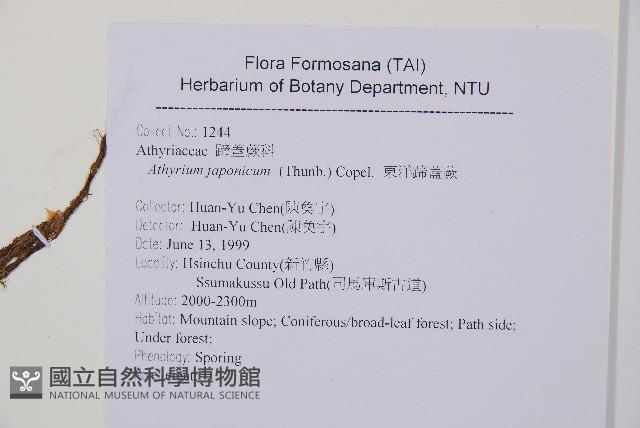 Flora Formosana (TAI)
Herbarium of Botany Department, NTU
Collect No.: 1244
Athyriaceae 蹄蓋蕨科
Athyrium japonicum (Thunb.) Copel. 東洋蹄蓋蕨
Collector: Huan-Yu Chen(陳奐宇)
Detector: Huan-Yu Chen(陳奐宇)
Date: June 13, 1999
Locality: Hsinchu County(新竹縣)
Ssumakussu Old Path(司馬庫斯古道)
Altitude: 2000-2300m
Habitat: Mountain slope; Coniferous/broad-leaf forest; Path side;
Under forest;
Phenology: Sporing
國立自然科學博物館
NATIONAL MUSEUM OF NATURAL SCIENCE